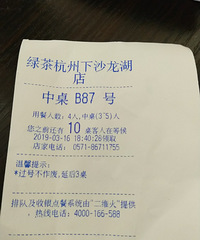 绿茶杭州下沙龙湖
店
中桌 B87 号
用餐人数: 4人,中桌(3~5)人
您之前还有 10 桌客人在等候
2019-03-16 18:40:26领取
店家电话: 0571-86711755
温馨提示:
*过号不作废,延后3桌
排队及收银点餐系统由"二维火"提供
,热线电话: 4000-166-588